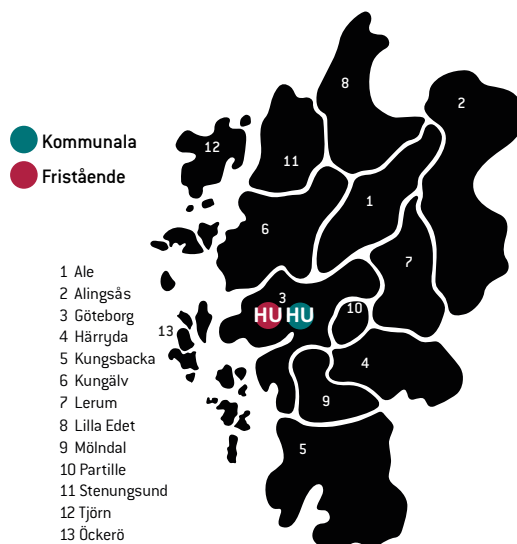 8
2
Kommunala
12
Fristående
11
1
6
7
1 Ale
2 Alingsås
3
3 Göteborg
HU HU
10
4 Härryda
13
5 Kungsbacka
4
6 Kungälv
7 Lerum
9
8 Lilla Edet
9 Mölndal
5
10 Partille
11 Stenungsund
12 Tjörn
13 Öckerö